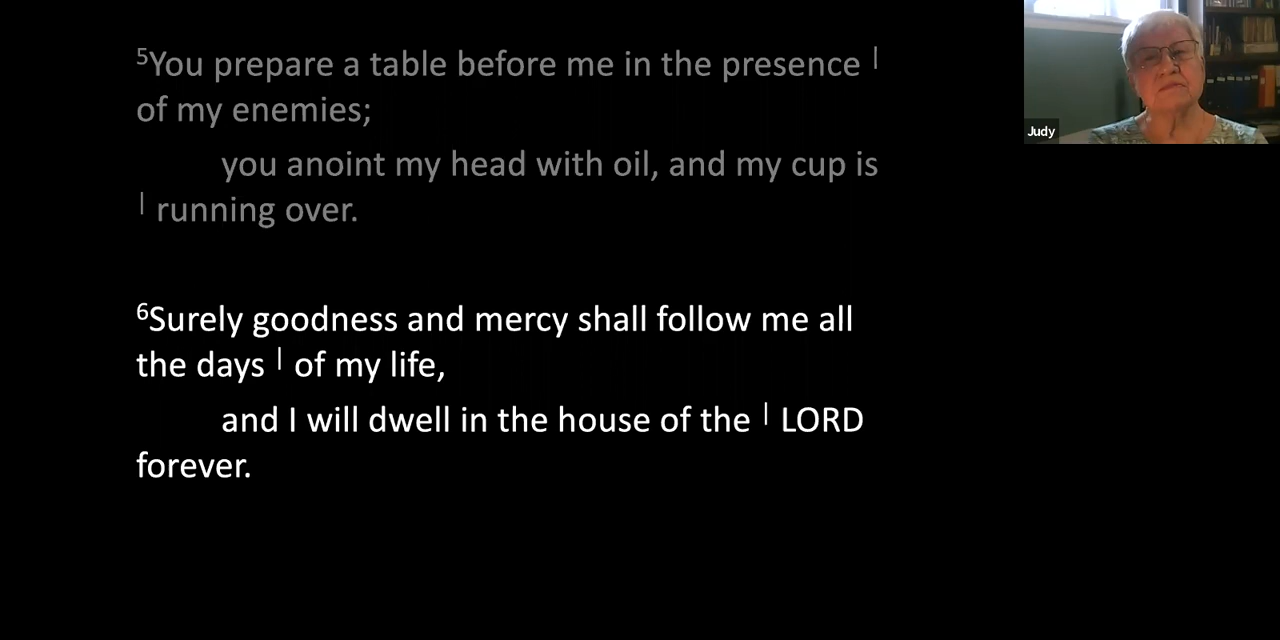 ⁵You prepare a table before me in the presence |
of my enemies;
you anoint my head with oil, and my cup is
| running over.
⁶Surely goodness and mercy shall follow me all
the days | of my life,
and I will dwell in the house of the | LORD
forever.
Judy